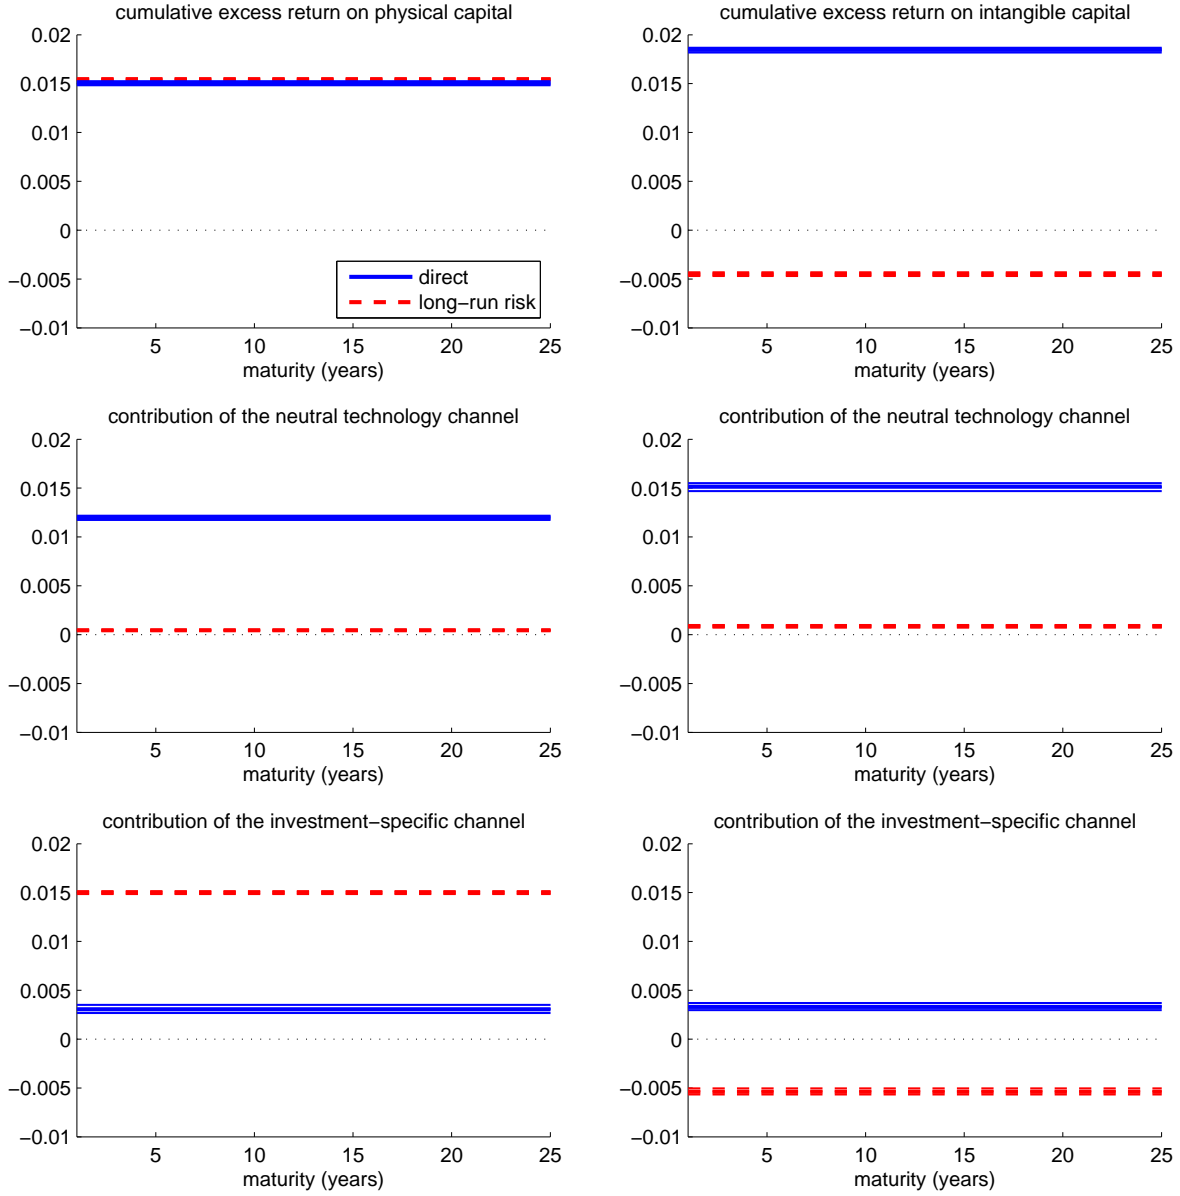 cumulative excess return on physical capital
0.02
0.015
0.01
0.005
0
−0.005
−0.01
direct
long−run risk
5 10 15 20 25
maturity (years)
cumulative excess return on intangible capital
0.02
0.015
0.01
0.005
0
−0.005
−0.01
5 10 15 20 25
maturity (years)
contribution of the neutral technology channel
0.02
0.015
0.01
0.005
0
−0.005
−0.01
5 10 15 20 25
maturity (years)
contribution of the neutral technology channel
0.02
0.015
0.01
0.005
0
−0.005
−0.01
5 10 15 20 25
maturity (years)
contribution of the investment−specific channel
0.02
0.015
0.01
0.005
0
−0.005
−0.01
5 10 15 20 25
maturity (years)
contribution of the investment−specific channel
0.02
0.015
0.01
0.005
0
−0.005
−0.01
5 10 15 20 25
maturity (years)